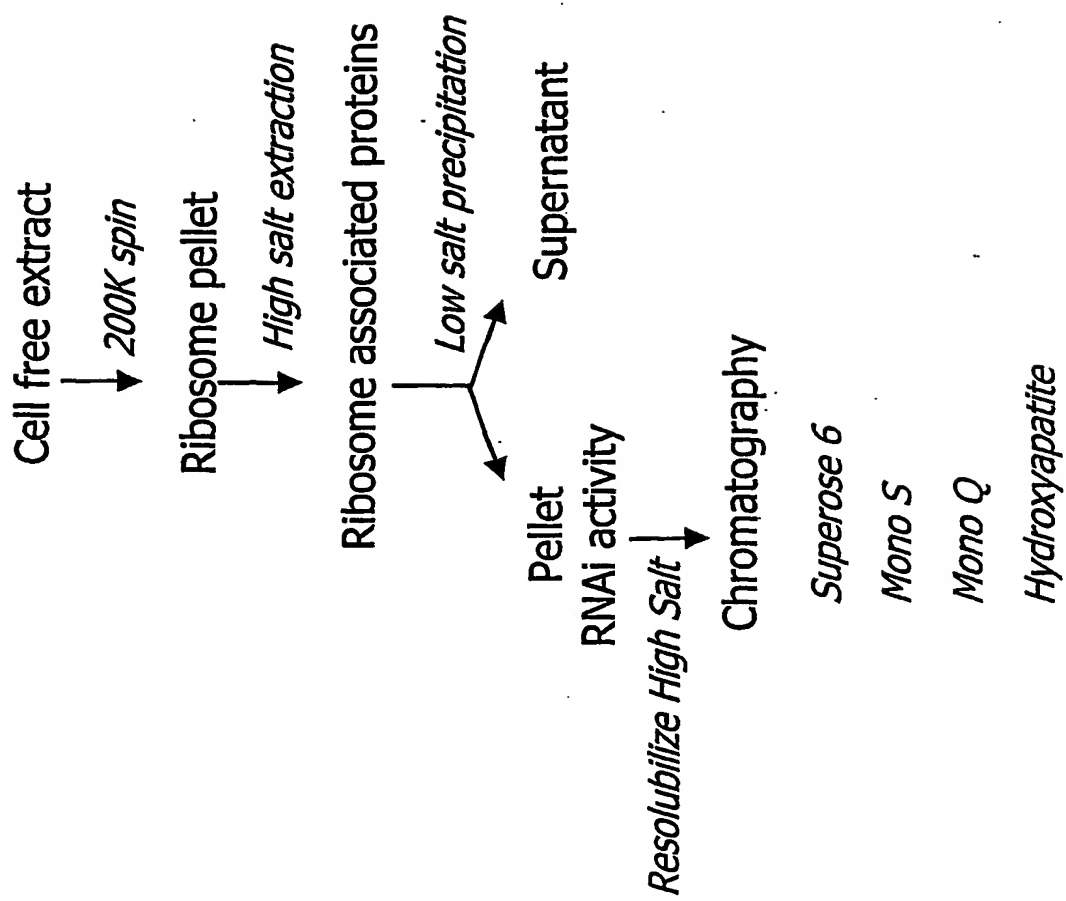 Cell free extract
200K spin
Ribosome pellet
High salt extraction
Ribosome associated proteins
Low salt precipitation
Pellet
RNAi activity
Supernatant
Resolubilize High Salt
Chromatography
Superose 6
Mono S
Mono Q
Hydroxyapatite